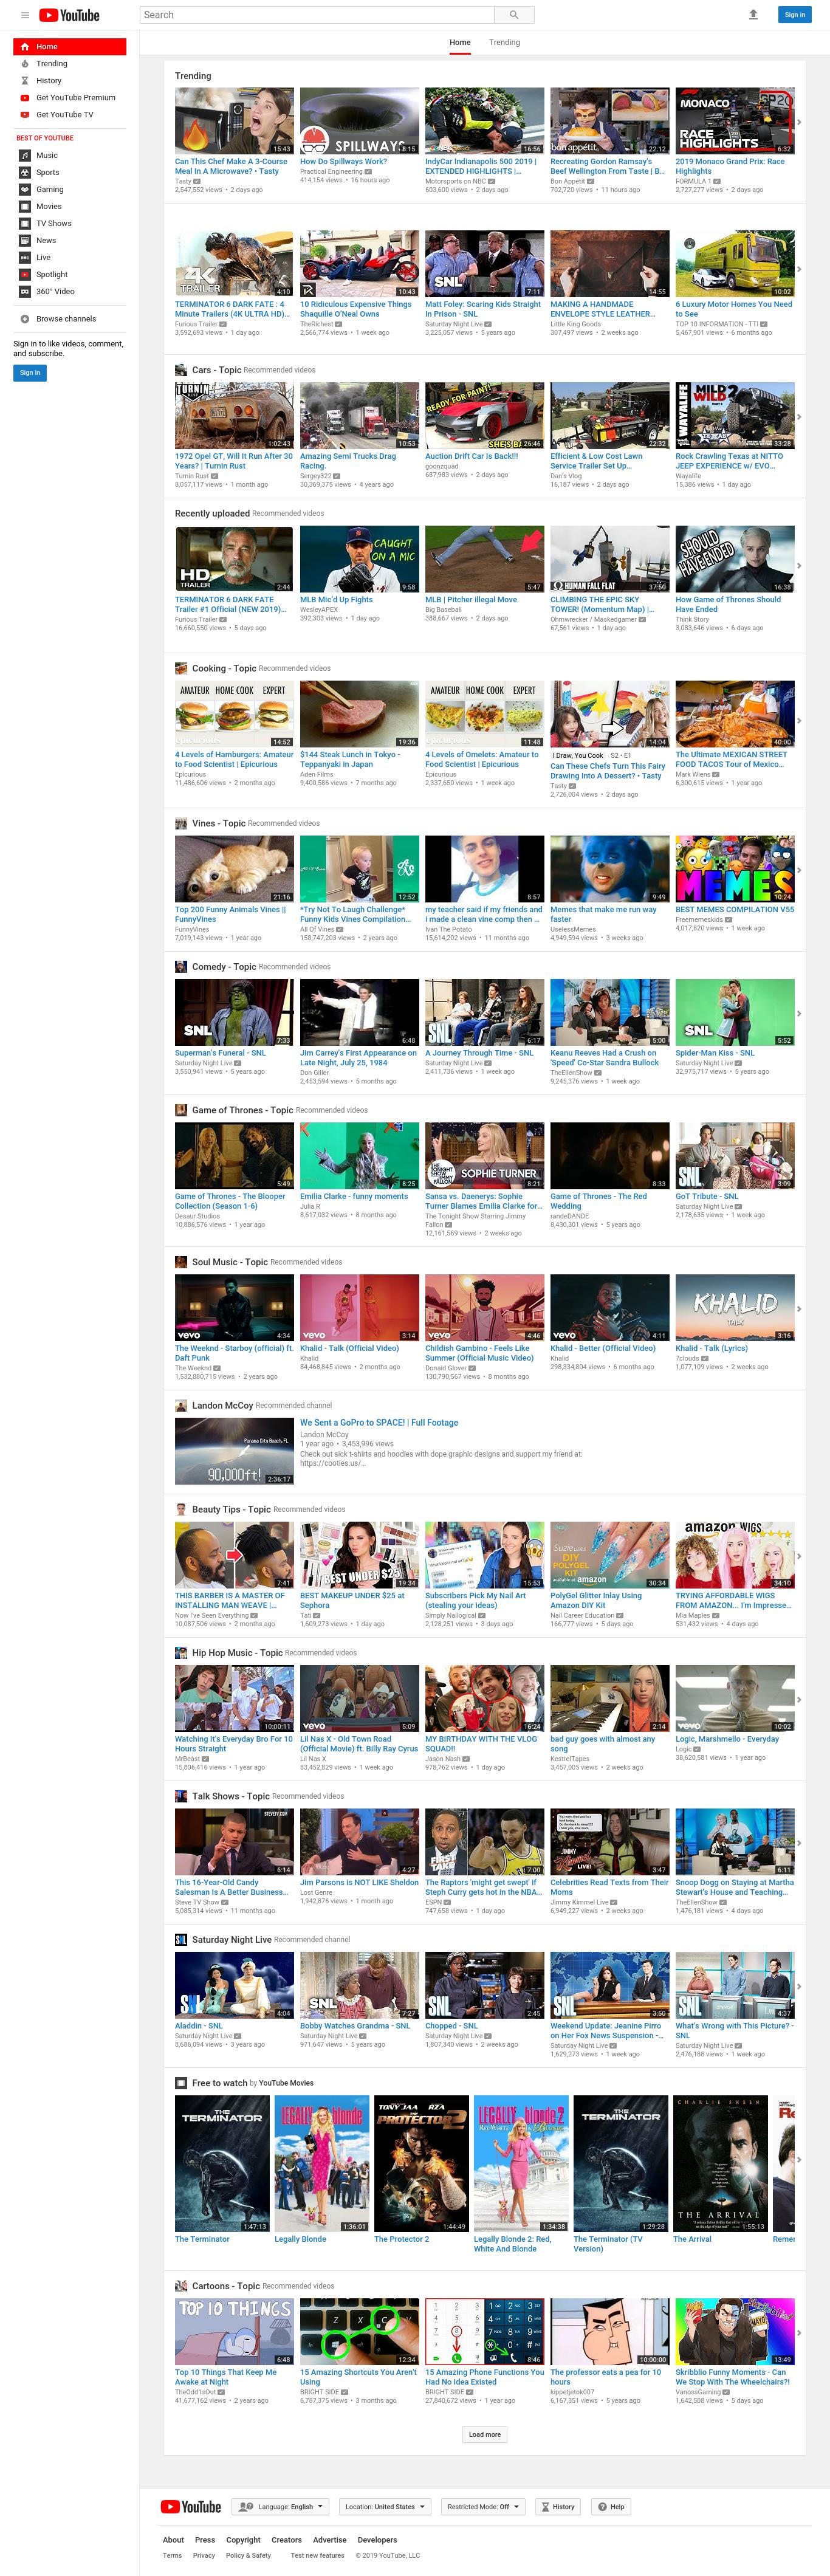 YouTube
Search
Sign in
Home
Trending
Home
Trending
History
Get YouTube Premium
Get YouTube TV
BEST OF YOUTUBE
Music
Sports
Gaming
Movies
TV Shows
News
Live
Spotlight
360° Video
Browse channels
Sign in to like videos, comment,
and subscribe.
Sign in
Trending
15:43
Can This Chef Make A 3-Course
Meal In A Microwave? • Tasty
Tasty
2,547,552 views • 2 days ago
SPILLWAYS
8:15
How Do Spillways Work?
Practical Engineering
414,154 views • 16 hours ago
16:56
IndyCar Indianapolis 500 2019 |
EXTENDED HIGHLIGHTS |...
Motorsports on NBC
603,600 views • 2 days ago
bon appétit
22:12
Recreating Gordon Ramsay's
Beef Wellington From Taste | B...
Bon Appétit
702,720 views • 11 hours ago
MONACO
RACE
HIGHLIGHTS
6:32
2019 Monaco Grand Prix: Race
Highlights
FORMULA 1
2,727,277 views • 2 days ago
4K
TRAILER
4:10
TERMINATOR 6 DARK FATE : 4
Minute Trailers (4K ULTRA HD)...
Furious Trailer
3,592,693 views • 1 day ago
10:43
10 Ridiculous Expensive Things
Shaquille O'Neal Owns
TheRichest
2,566,774 views • 1 week ago
SNL
7:11
Matt Foley: Scaring Kids Straight
In Prison - SNL
Saturday Night Live
3,225,057 views • 5 years ago
14:55
MAKING A HANDMADE
ENVELOPE STYLE LEATHER...
Little King Goods
307,497 views • 2 weeks ago
10:02
6 Luxury Motor Homes You Need
to See
TOP 10 INFORMATION - TTI
5,467,901 views • 6 months ago
Cars - Topic Recommended videos
TURNIN
RUST
1:02:43
1972 Opel GT, Will It Run After 30
Years? | Turnin Rust
Turnin Rust
8,057,117 views • 1 month ago
10:53
Amazing Semi Trucks Drag
Racing.
Sergey322
30,369,375 views • 4 years ago
READY FOR PAINT!
SHE'S BA
26:46
Auction Drift Car Is Back!!!
goonzquad
687,983 views • 2 days ago
22:32
Efficient & Low Cost Lawn
Service Trailer Set Up...
Dan's Vlog
16,187 views • 2 days ago
WAYALIFE
MILD
WILD?
33:28
Rock Crawling Texas at NITTO
JEEP EXPERIENCE w/ EVO...
Wayalife
15,386 views • 1 day ago
Recently uploaded Recommended videos
HD
TRAILER
2:44
TERMINATOR 6 DARK FATE
Trailer #1 Official (NEW 2019)...
Furious Trailer
16,660,550 views • 5 days ago
CAUGHT
ON A MIC
9:58
MLB Mic'd Up Fights
WesleyAPEX
392,303 views • 1 day ago
5:47
MLB | Pitcher illegal Move
Big Baseball
388,667 views • 2 days ago
HUMAN FALL FLAT
37:50
CLIMBING THE EPIC SKY
TOWER! (Momentum Map) |...
Ohmwrecker / Maskedgamer
67,561 views • 1 day ago
SHOULD
HAVE ENDED
16:38
How Game of Thrones Should
Have Ended
Think Story
3,083,646 views • 6 days ago
Cooking - Topic Recommended videos
AMATEUR HOME COOK EXPERT
14:52
4 Levels of Hamburgers: Amateur
to Food Scientist | Epicurious
Epicurious
11,486,606 views • 2 months ago
19:36
$144 Steak Lunch in Tokyo -
Teppanyaki in Japan
Aden Films
9,400,586 views • 7 months ago
AMATEUR HOME COOK EXPERT
11:48
4 Levels of Omelets: Amateur to
Food Scientist | Epicurious
Epicurious
2,337,650 views • 1 week ago
14:04
I Draw, You Cook S2 • E1
Can These Chefs Turn This Fairy
Drawing Into A Dessert? • Tasty
Tasty
2,726,004 views • 2 days ago
40:00
The Ultimate MEXICAN STREET
FOOD TACOS Tour of Mexico...
Mark Wiens
6,300,615 views • 1 year ago
Vines - Topic Recommended videos
21:16
Top 200 Funny Animals Vines ||
FunnyVines
FunnyVines
7,019,143 views • 1 year ago
12:52
*Try Not To Laugh Challenge*
Funny Kids Vines Compilation...
All Of Vines
158,747,203 views • 2 years ago
8:57
my teacher said if my friends and
i made a clean vine comp then ...
Ivan The Potato
15,614,202 views • 11 months ago
9:49
Memes that make me run way
faster
UselessMemes
4,949,594 views • 3 weeks ago
MEMES
10:24
BEST MEMES COMPILATION V55
Freememeskids
4,017,820 views • 1 week ago
Comedy - Topic Recommended videos
SNL
7:33
Superman's Funeral - SNL
Saturday Night Live
3,550,941 views • 5 years ago
6:48
Jim Carrey's First Appearance on
Late Night, July 25, 1984
Don Giller
2,453,594 views • 5 months ago
SNL
6:17
A Journey Through Time - SNL
Saturday Night Live
2,411,736 views • 1 week ago
5:00
Keanu Reeves Had a Crush on
'Speed' Co-Star Sandra Bullock
TheEllenShow
9,245,376 views • 1 week ago
SNL
5:52
Spider-Man Kiss - SNL
Saturday Night Live
32,975,717 views • 5 years ago
Game of Thrones - Topic Recommended videos
5:49
Game of Thrones - The Blooper
Collection (Season 1-6)
Desaur Studios
10,886,576 views • 1 year ago
8:25
Emilia Clarke - funny moments
Julia R
8,617,032 views • 8 months ago
SOPHIE TURNER
8:21
Sansa vs. Daenerys: Sophie
Turner Blames Emilia Clarke for...
The Tonight Show Starring Jimmy
Fallon
12,161,569 views • 2 weeks ago
8:33
Game of Thrones - The Red
Wedding
randeDANDE
8,430,301 views • 5 years ago
SNL
3:09
GoT Tribute - SNL
Saturday Night Live
2,178,635 views • 1 week ago
Soul Music - Topic Recommended videos
vevo
4:34
The Weeknd - Starboy (official) ft.
Daft Punk
The Weeknd
1,532,880,715 views • 2 years ago
vevo
3:14
Khalid - Talk (Official Video)
Khalid
84,468,845 views • 2 months ago
vevo
4:46
Childish Gambino - Feels Like
Summer (Official Music Video)
Donald Glover
130,790,567 views • 8 months ago
vevo
4:11
Khalid - Better (Official Video)
Khalid
298,334,804 views • 6 months ago
KHALID
TALK
3:16
Khalid - Talk (Lyrics)
7clouds
1,077,109 views • 2 weeks ago
Landon McCoy Recommended channel
Panama City Beach, FL
90,000ft!
2:36:17
We Sent a GoPro to SPACE! | Full Footage
Landon McCoy
1 year ago • 3,453,996 views
Check out sick t-shirts and hoodies with dope graphic designs and support my friend at:
https://cooties.us/...
Beauty Tips - Topic Recommended videos
7:41
THIS BARBER IS A MASTER OF
INSTALLING MAN WEAVE |...
Now I've Seen Everything
10,087,506 views • 2 months ago
BEST UNDER $25
19:34
BEST MAKEUP UNDER $25 at
Sephora
Tati
1,609,273 views • 1 day ago
15:53
Subscribers Pick My Nail Art
(stealing your ideas)
Simply Nailogical
2,128,251 views • 3 days ago
Suzie uses
DIY
POLYGEL
KIT
available at amazon
30:34
PolyGel Glitter Inlay Using
Amazon DIY Kit
Nail Career Education
166,777 views • 5 days ago
amazon WIGS
34:10
TRYING AFFORDABLE WIGS
FROM AMAZON... I'm Impresse...
Mia Maples
531,432 views • 4 days ago
Hip Hop Music - Topic Recommended videos
10:00:11
Watching It's Everyday Bro For 10
Hours Straight
MrBeast
15,806,416 views • 1 year ago
vevo
5:09
Lil Nas X - Old Town Road
(Official Movie) ft. Billy Ray Cyrus
Lil Nas X
83,452,829 views • 1 week ago
16:24
MY BIRTHDAY WITH THE VLOG
SQUAD!!
Jason Nash
978,762 views • 1 day ago
2:14
bad guy goes with almost any
song
KestrelTapes
3,457,005 views • 2 weeks ago
vevo
10:02
Logic, Marshmello - Everyday
Logic
38,620,581 views • 1 year ago
Talk Shows - Topic Recommended videos
STEVETV.COM
6:14
This 16-Year-Old Candy
Salesman Is A Better Business...
Steve TV Show
5,085,314 views • 11 months ago
4:27
Jim Parsons is NOT LIKE Sheldon
Lost Genre
1,942,876 views • 1 month ago
FIRST
TAKE
7:00
The Raptors 'might get swept' if
Steph Curry gets hot in the NBA...
ESPN
747,658 views • 1 day ago
JIMMY
LIVE!
3:47
Celebrities Read Texts from Their
Moms
Jimmy Kimmel Live
6,949,227 views • 2 weeks ago
6:11
Snoop Dogg on Staying at Martha
Stewart's House and Teaching...
TheEllenShow
1,476,181 views • 4 days ago
Saturday Night Live Recommended channel
SNL
4:04
Aladdin - SNL
Saturday Night Live
8,686,094 views • 3 years ago
SNL
7:27
Bobby Watches Grandma - SNL
Saturday Night Live
971,647 views • 5 years ago
SNL
2:45
Chopped - SNL
Saturday Night Live
1,807,340 views • 2 weeks ago
SNL
3:50
Weekend Update: Jeanine Pirro
on Her Fox News Suspension -...
Saturday Night Live
1,629,273 views • 1 week ago
SNL
4:37
What's Wrong with This Picture? -
SNL
Saturday Night Live
2,476,188 views • 1 week ago
Free to watch by YouTube Movies
THE
TERMINATOR
1:47:13
The Terminator
LEGALLY blonde
1:36:01
Legally Blonde
TONY JAA RZA
THE
PROTECTOR 2
1:44:49
The Protector 2
LEGALLY blonde 2
1:34:38
Legally Blonde 2: Red,
White And Blonde
THE
TERMINATOR
1:29:28
The Terminator (TV
Version)
CHARLIE SHEEN
THE ARRIVAL
1:55:13
The Arrival
Remem
Cartoons - Topic Recommended videos
TOP 10 THINGS
6:48
Top 10 Things That Keep Me
Awake at Night
TheOdd1sOut
41,677,162 views • 2 years ago
Z X C
12:34
15 Amazing Shortcuts You Aren't
Using
BRIGHT SIDE
6,787,375 views • 3 months ago
8:46
15 Amazing Phone Functions You
Had No Idea Existed
BRIGHT SIDE
27,840,672 views • 1 year ago
10:00:00
The professor eats a pea for 10
hours
kippetjetok007
6,167,351 views • 5 years ago
MAYO
13:49
Skribblio Funny Moments - Can
We Stop With The Wheelchairs?!
VanossGaming
1,642,508 views • 5 days ago
Load more
YouTube
Language: English
Location: United States
Restricted Mode: Off
History
Help
About Press Copyright Creators Advertise Developers
Terms Privacy Policy & Safety Test new features © 2019 YouTube, LLC